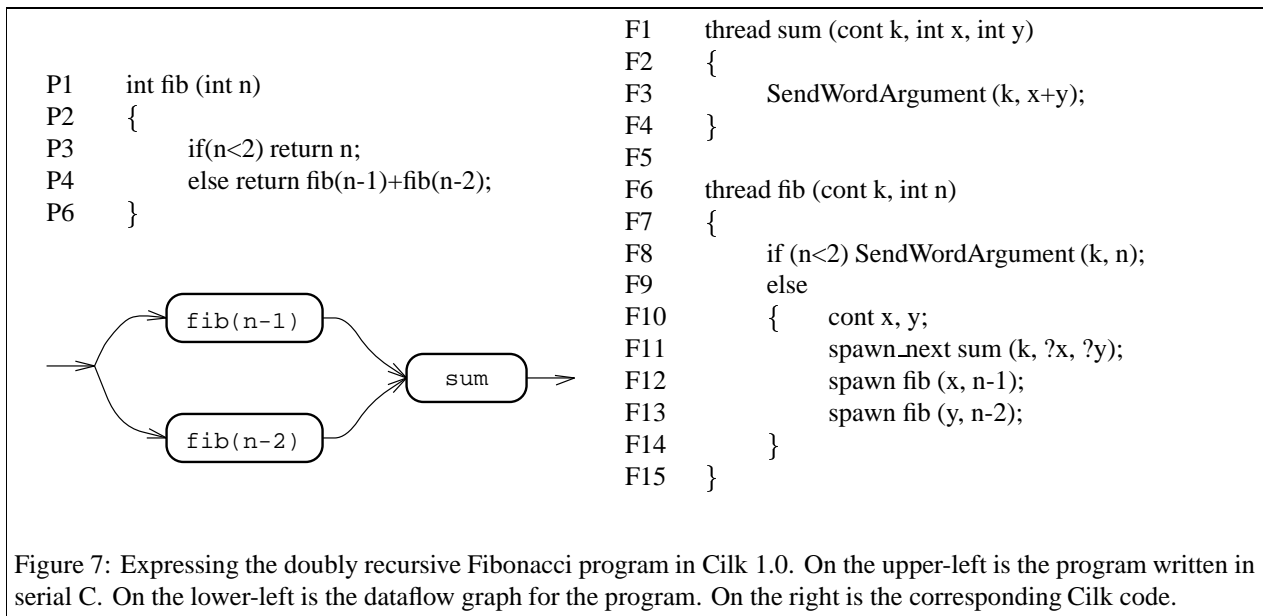 P1 int fib (int n)
P2 {
P3 if(n<2) return n;
P4 else return fib(n-1)+fib(n-2);
P6 }
fib(n-1)
fib(n-2)
sum
F1 thread sum (cont k, int x, int y)
F2 {
F3 SendWordArgument (k, x+y);
F4 }
F5
F6 thread fib (cont k, int n)
F7 {
F8 if (n<2) SendWordArgument (k, n);
F9 else
F10 { cont x, y;
F11 spawn_next sum (k, ?x, ?y);
F12 spawn fib (x, n-1);
F13 spawn fib (y, n-2);
F14 }
F15 }
Figure 7: Expressing the doubly recursive Fibonacci program in Cilk 1.0. On the upper-left is the program written in
serial C. On the lower-left is the dataflow graph for the program. On the right is the corresponding Cilk code.